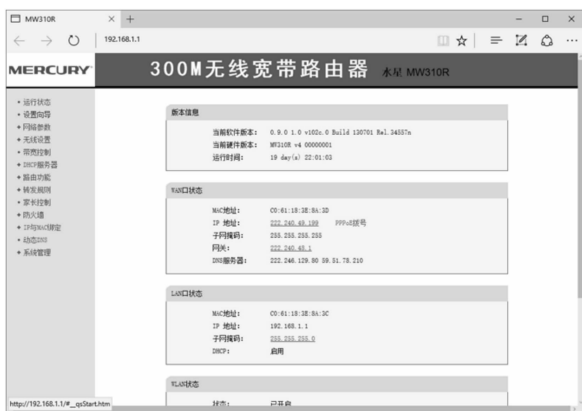 MW310R
192.168.1.1
MERCURY
300M无线宽带路由器 水星 MW310R
• 运行状态
• 设置向导
+ 网络参数
+ 无线设置
• 带宽控制
+ DHCP服务器
+ 路由功能
+ 转发规则
• 家长控制
+ 防火墙
+ IP与MAC绑定
• 动态DNS
+ 系统管理
版本信息
当前软件版本： 0.9.0 1.0 v102c.0 Build 130701 Rel.34557n
当前硬件版本： MW310R v4 00000001
运行时间： 19 day(s) 22:01:03
WAN口状态
MAC地址： C0:61:18:3E:8A:3D
IP 地址： 222.240.43.199 PPPoE拨号
子网掩码： 255.255.255.255
网关： 222.240.43.1
DNS服务器： 222.246.129.80 59.51.78.210
LAN口状态
MAC地址： C0:61:18:3E:8A:3C
IP 地址： 192.168.1.1
子网掩码： 255.255.255.0
DHCP： 启用
WLAN状态
状态： 已开启
http://192.168.1.1/#__qsStart.htm